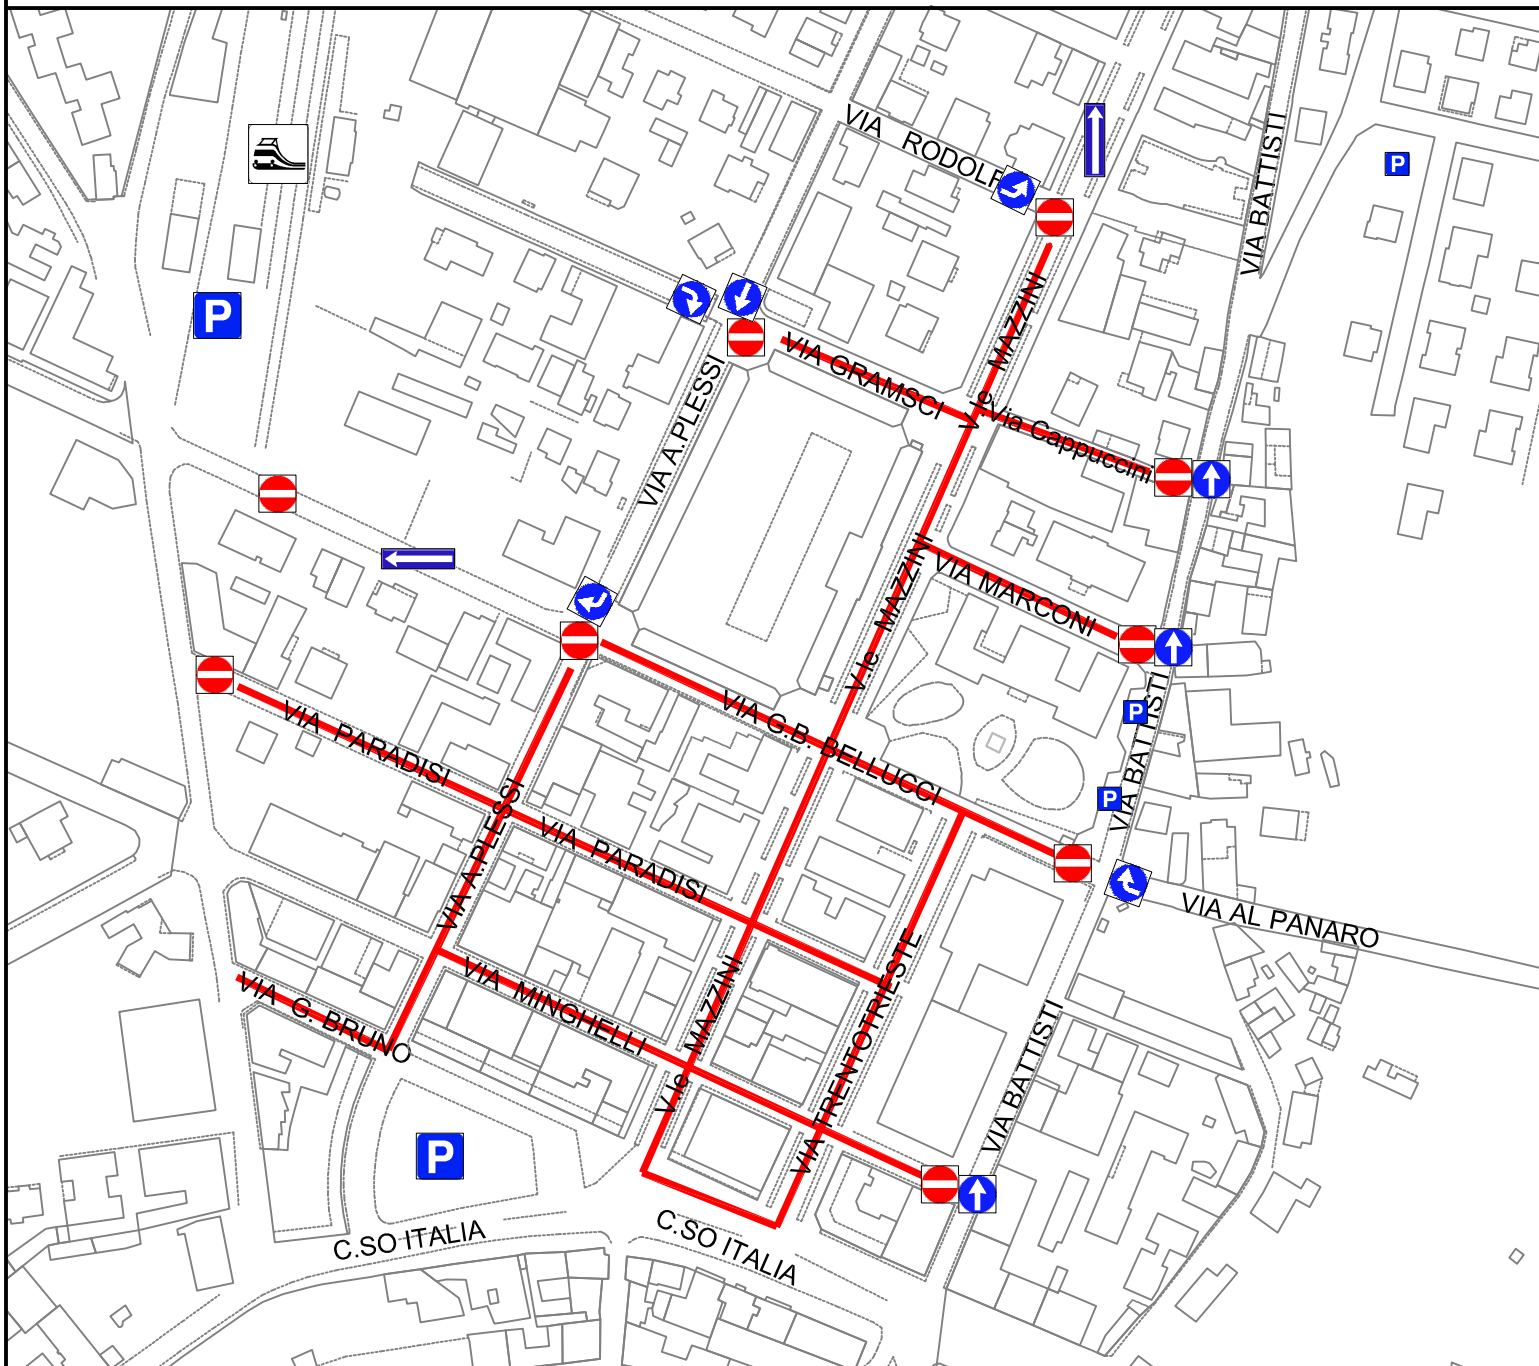 VIA RODOLF
VIA BATTISTI
P
P
V.le MAZZINI
VIA GRAMSCI
VIA A.PLESSI
Via Cappuccini
V.le MAZZINI
VIA MARCONI
VIA G.B. BELLUCCI
VIA BATTISTI
P
P
VIA PARADISI
VIA A.PLESSI
VIA PARADISI
VIA AL PANARO
VIA MINGHELLI
V.le MAZZINI
VIA TRENTOTRIESTE
VIA G. BRUNO
VIA BATTISTI
P
C.SO ITALIA
C.SO ITALIA